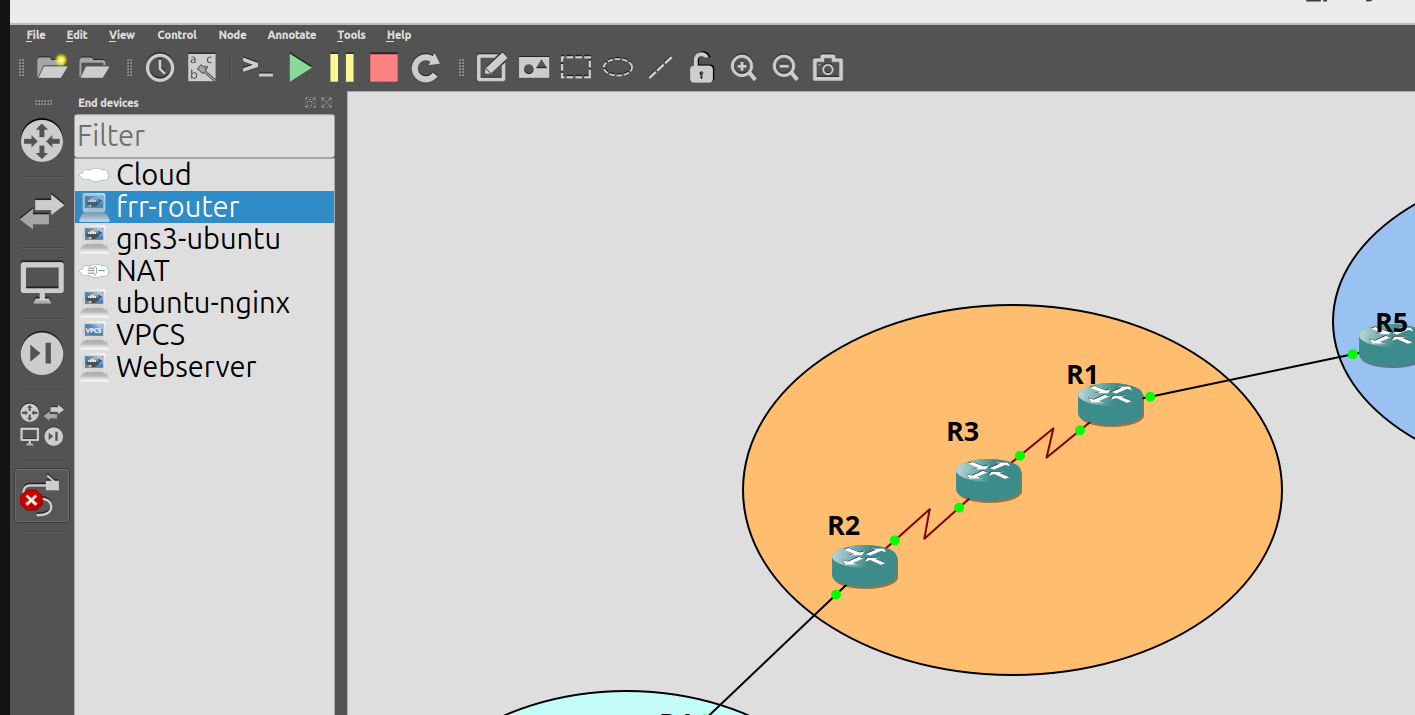 File Edit View Control Node Annotate Tools Help
End devices
Filter
Cloud
frr-router
gns3-ubuntu
NAT
ubuntu-nginx
VPCS
Webserver
R5
R1
R3
R2